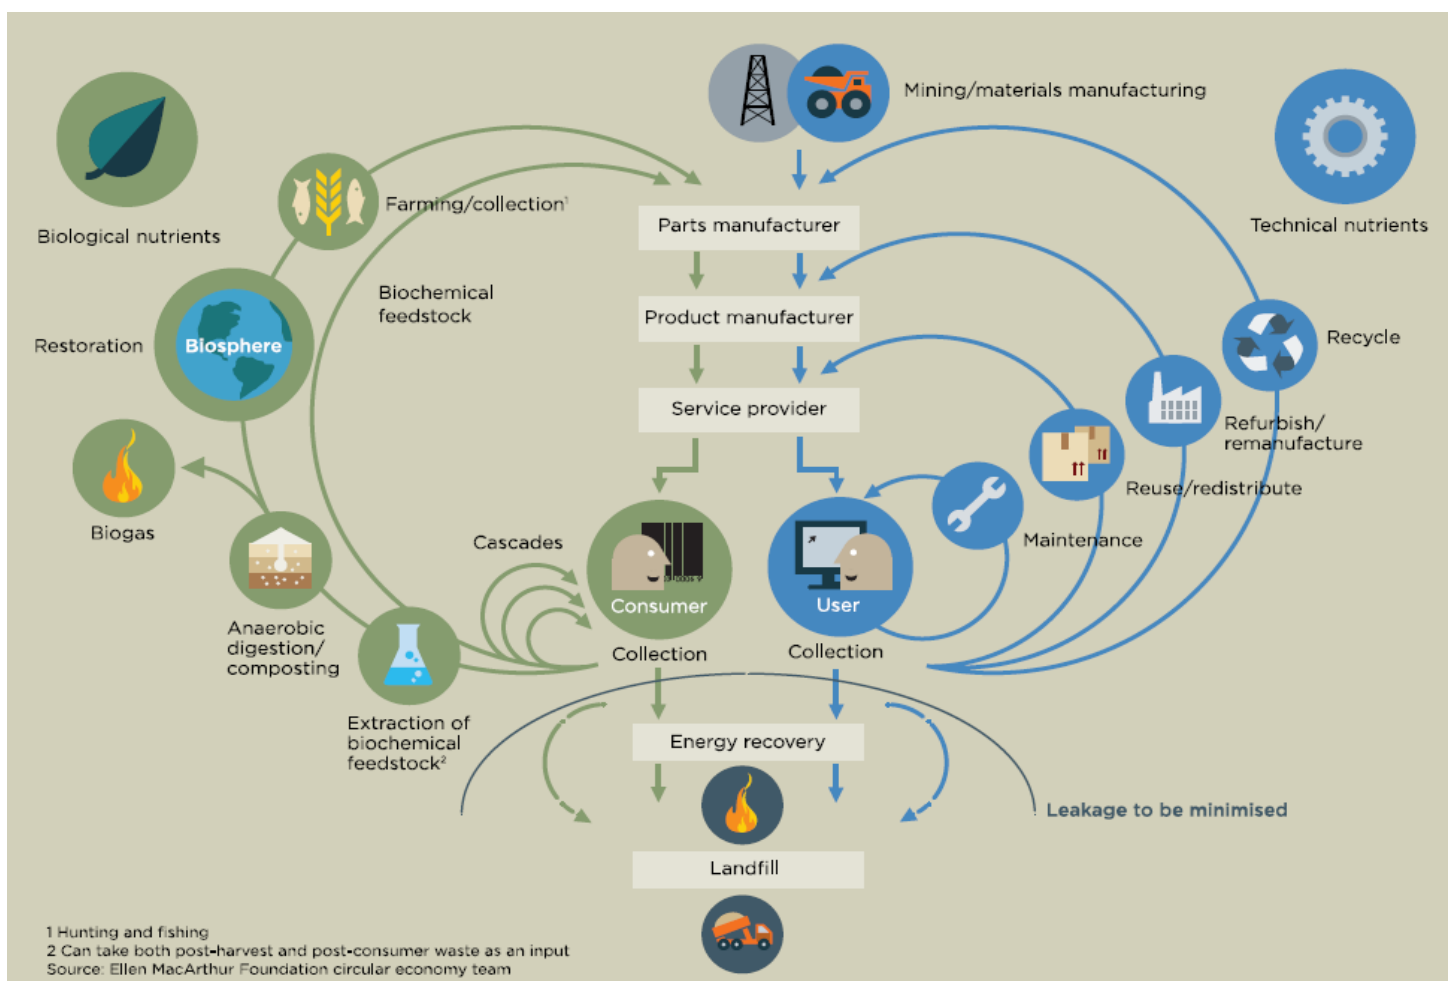 Mining/materials manufacturing
Biological nutrients
Farming/collection¹
Technical nutrients
Parts manufacturer
Biochemical
feedstock
Product manufacturer
Restoration
Biosphere
Recycle
Service provider
Refurbish/
remanufacture
Reuse/redistribute
Biogas
Cascades
Maintenance
Consumer
User
Anaerobic
digestion/
composting
Collection
Collection
Extraction of
biochemical
feedstock²
Energy recovery
Leakage to be minimised
Landfill
1 Hunting and fishing
2 Can take both post-harvest and post-consumer waste as an input
Source: Ellen MacArthur Foundation circular economy team